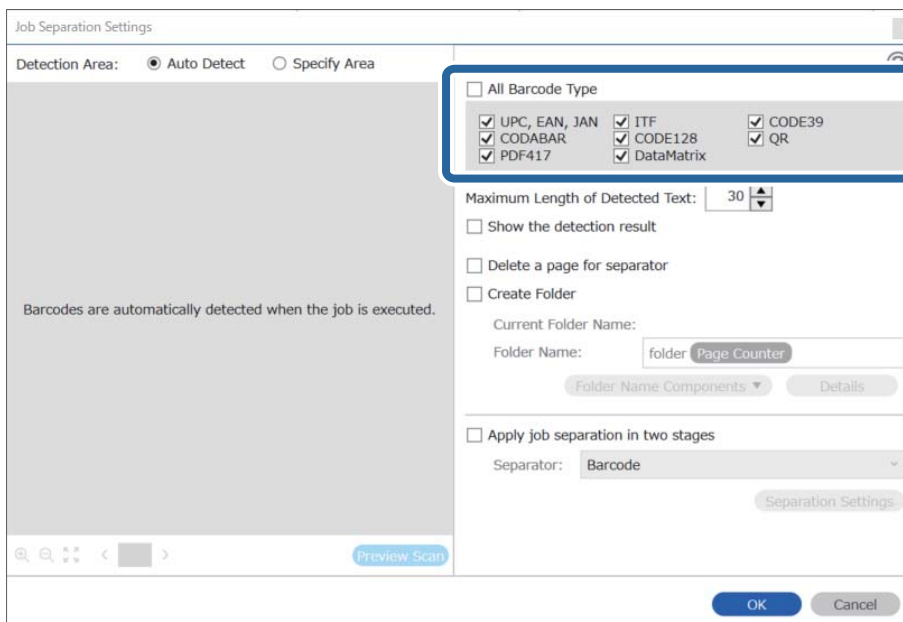 Job Separation Settings
Detection Area: Auto Detect Specify Area
All Barcode Type
UPC, EAN, JAN ITF CODE39
CODABAR CODE128 QR
PDF417 DataMatrix
Maximum Length of Detected Text: 30
Show the detection result
Delete a page for separator
Create Folder
Barcodes are automatically detected when the job is executed.
Current Folder Name:
Folder Name: folder Page Counter
Folder Name Components Details
Apply job separation in two stages
Separator: Barcode
Separation Settings
Preview Scan
OK Cancel